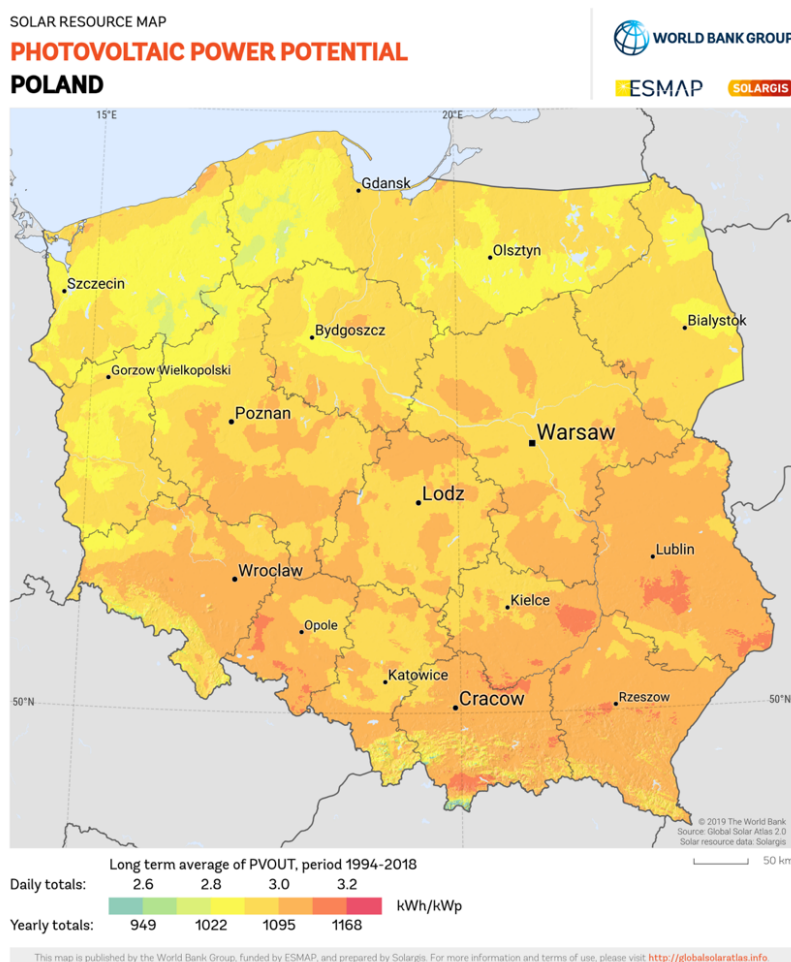 SOLAR RESOURCE MAP
PHOTOVOLTAIC POWER POTENTIAL
POLAND
WORLD BANK GROUP
ESMAP
SOLARGIS
15°E
20°E
Gdansk
Olsztyn
Szczecin
Bialystok
Bydgoszcz
Gorzow Wielkopolski
Poznan
Warsaw
Lodz
Lublin
Wroclaw
Kielce
Opole
Katowice
Rzeszow
50°N
50°N
Cracow
© 2019 The World Bank
Source: Global Solar Atlas 2.0
Solar resource data: Solargis
50 km
Long term average of PVOUT, period 1994-2018
Daily totals: 2.6 2.8 3.0 3.2
kWh/kWp
Yearly totals: 949 1022 1095 1168
This map is published by the World Bank Group, funded by ESMAP, and prepared by Solargis. For more information and terms of use, please visit http://globalsolaratlas.info.